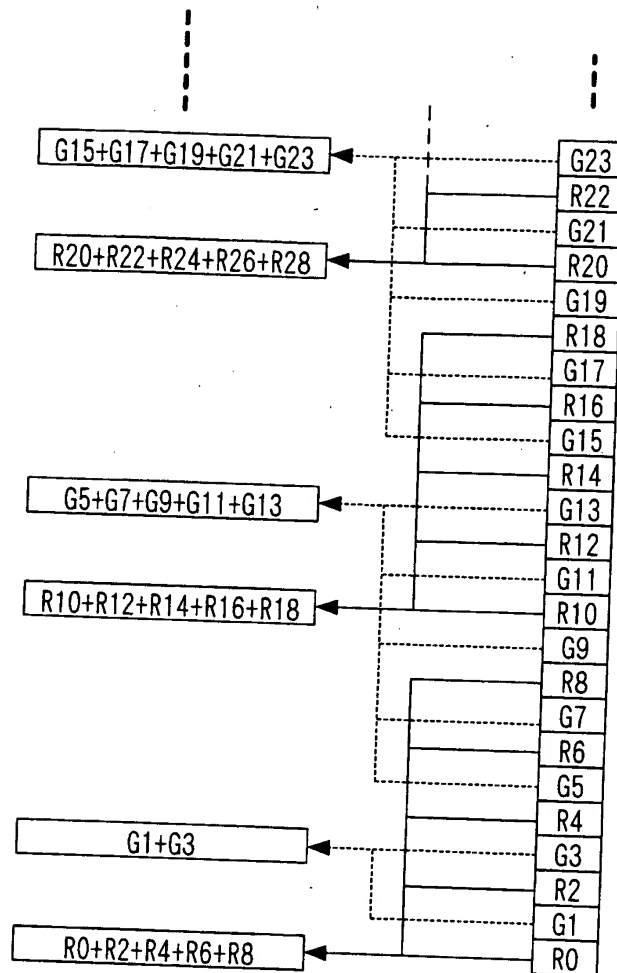 G15+G17+G19+G21+G23
G23
R22
G21
R20+R22+R24+R26+R28
R20
G19
R18
G17
R16
G15
R14
G5+G7+G9+G11+G13
G13
R12
G11
R10+R12+R14+R16+R18
R10
G9
R8
G7
R6
G5
R4
G1+G3
G3
R2
G1
R0+R2+R4+R6+R8
R0